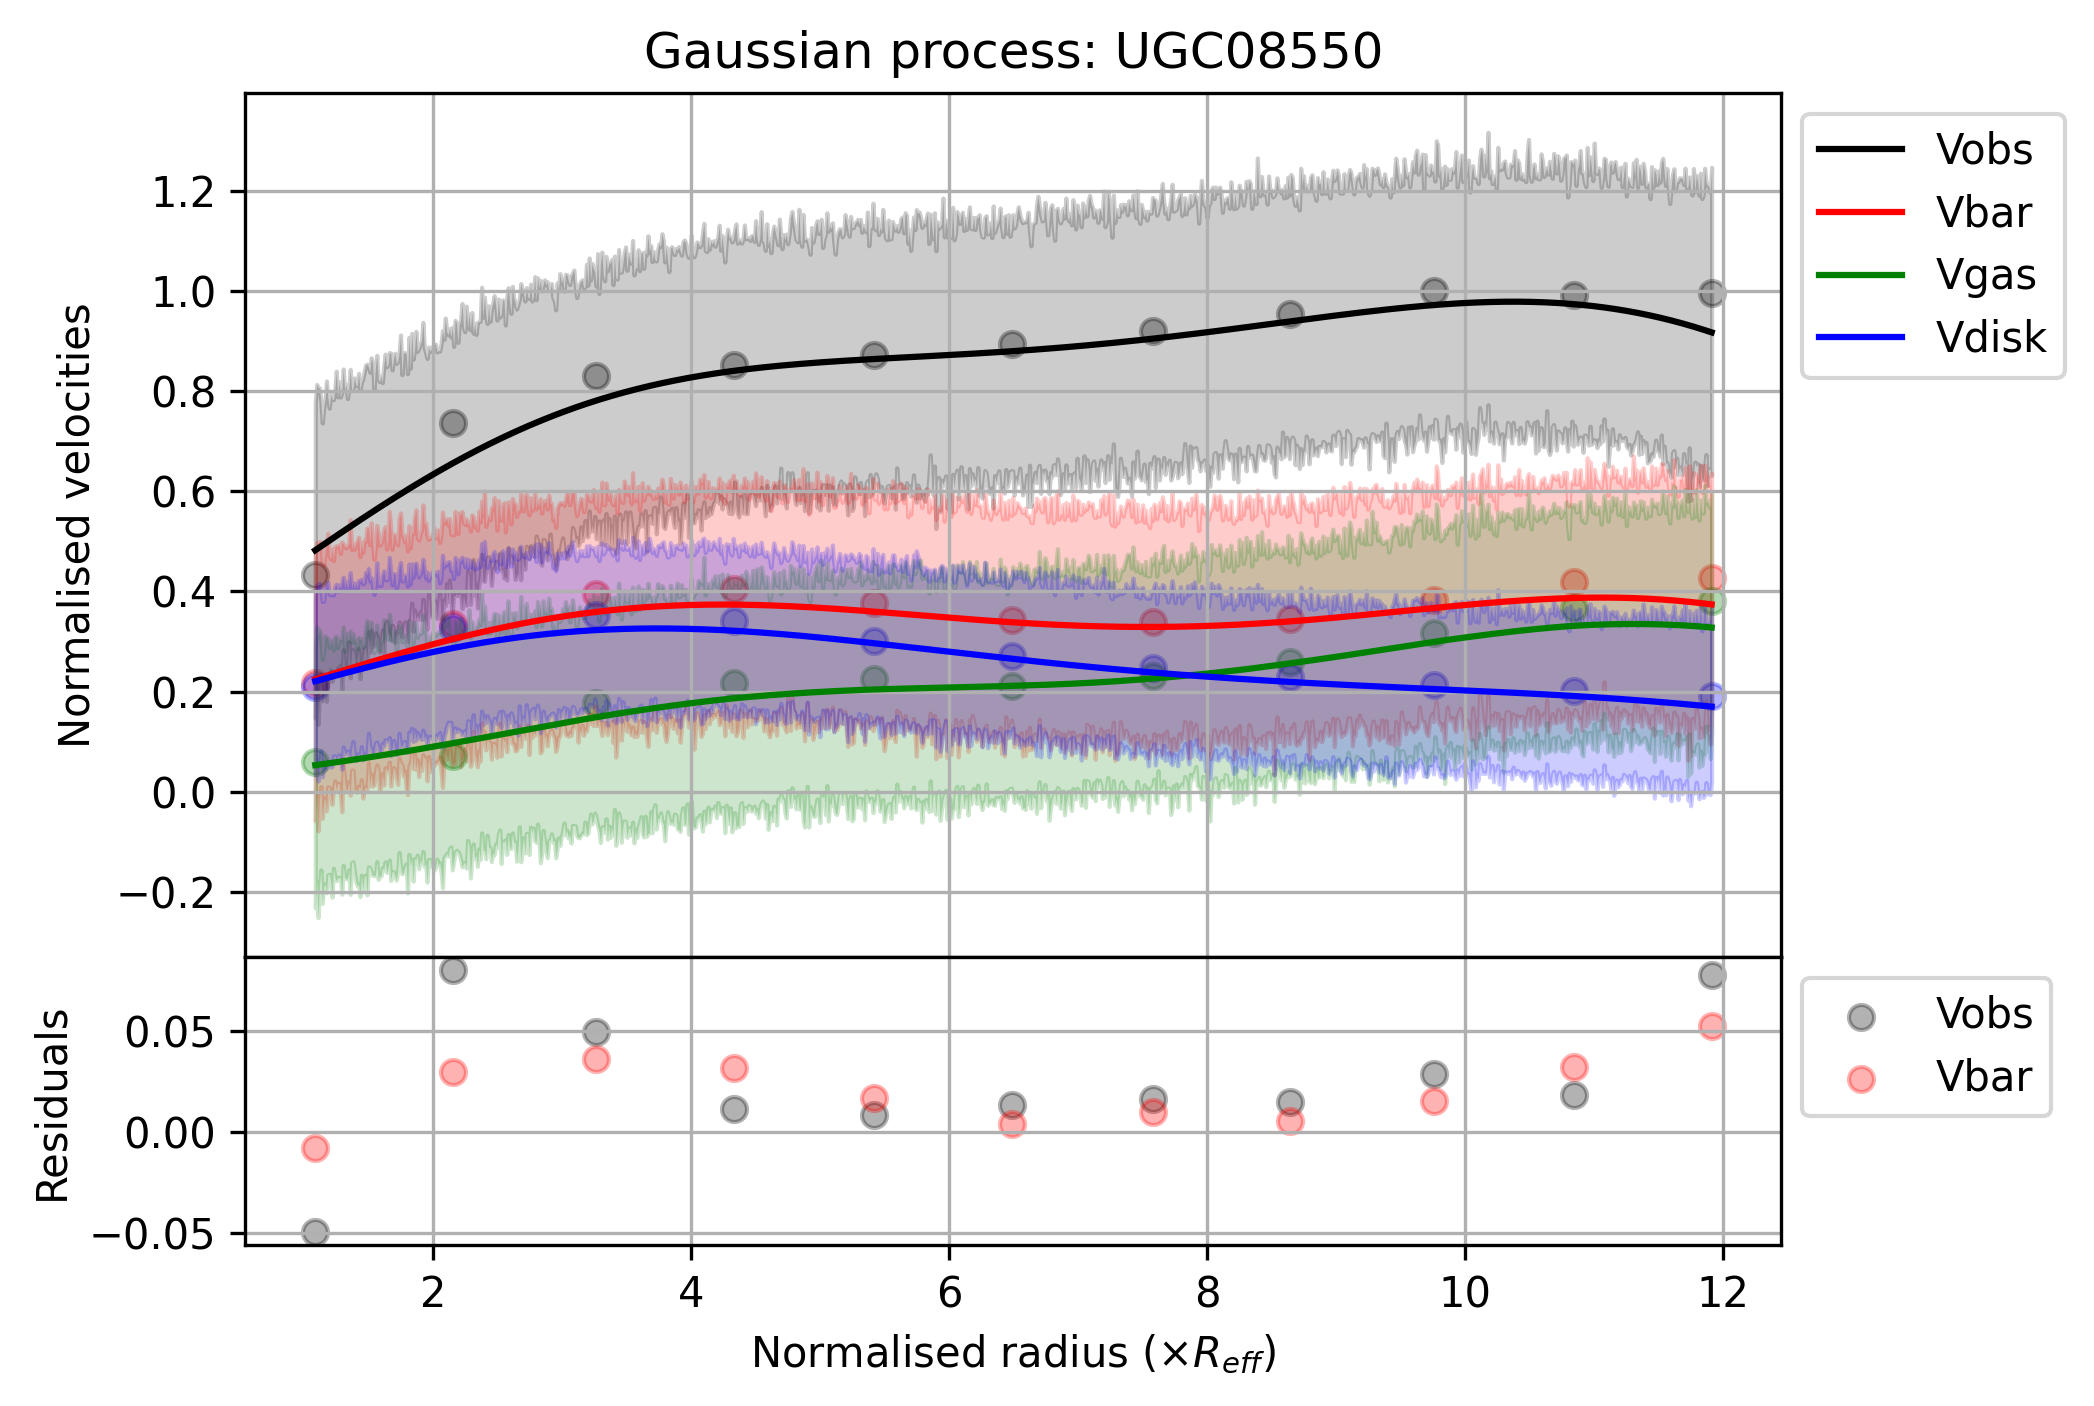 Gaussian process: UGC08550
Normalised velocities
1.2
1.0
0.8
0.6
0.4
0.2
0.0
−0.2
Vobs
Vbar
Vgas
Vdisk
Residuals
0.05
0.00
−0.05
Vobs
Vbar
2 4 6 8 10 12
Normalised radius (×R_{eff})